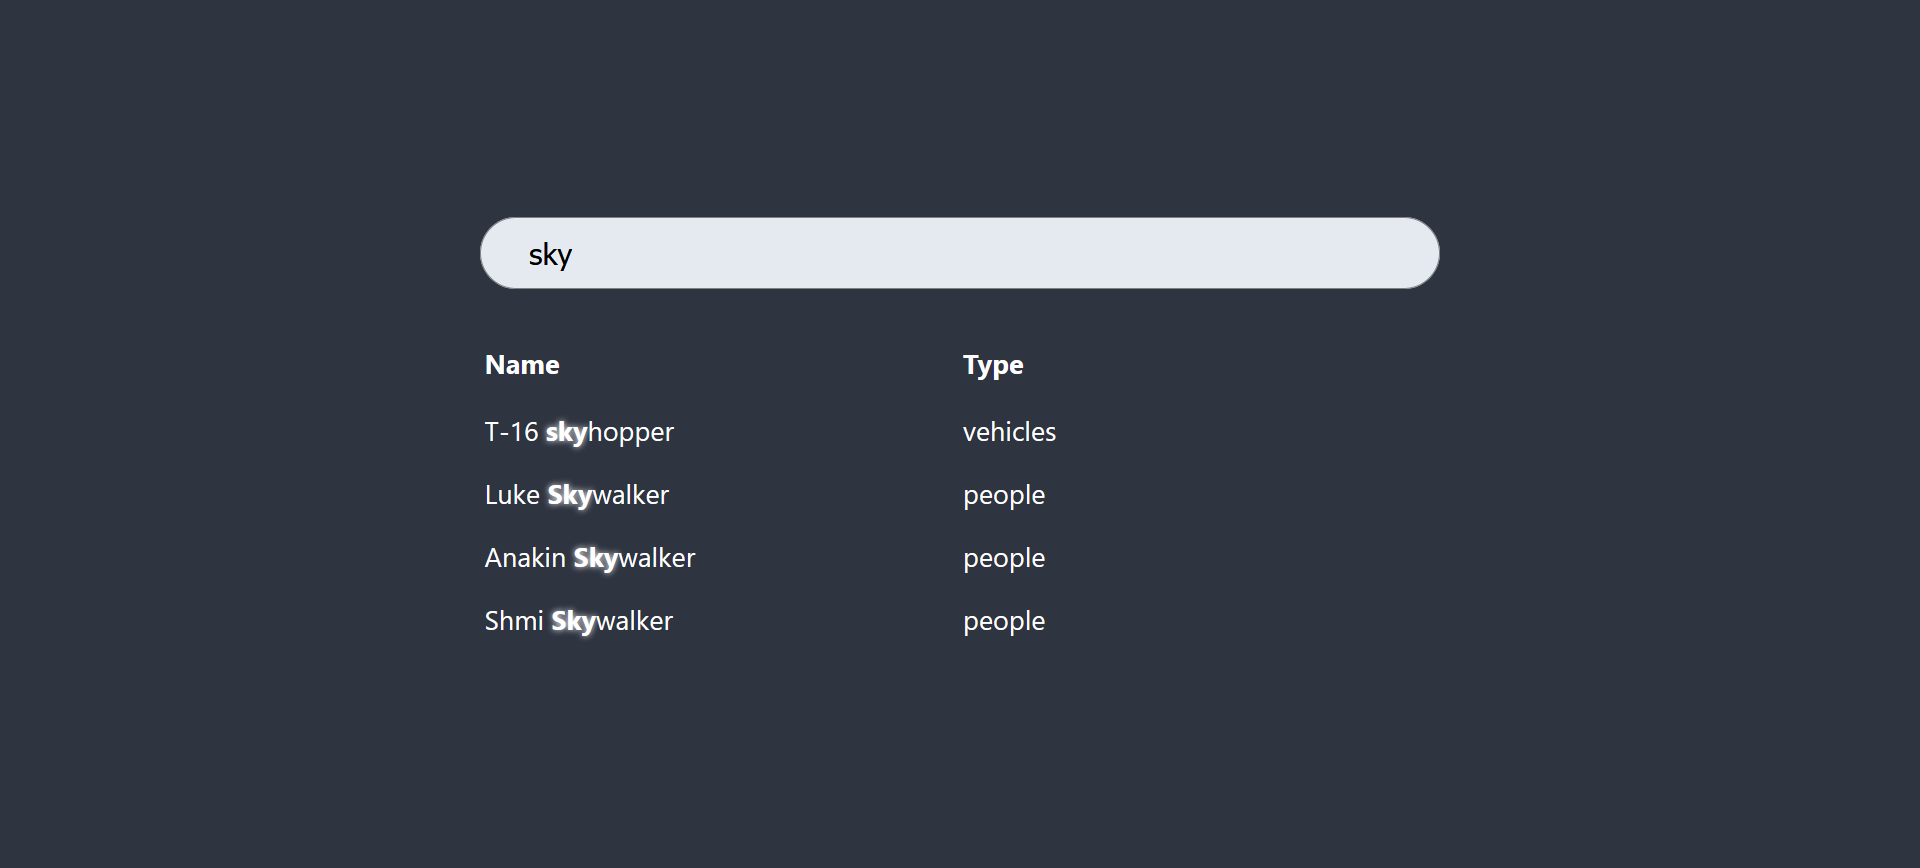 sky
Name Type
T-16 skyhopper vehicles
Luke Skywalker people
Anakin Skywalker people
Shmi Skywalker people